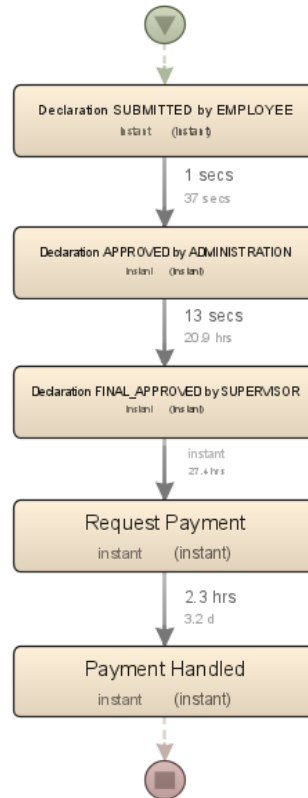 Declaration SUBMITTED by EMPLOYEE
instant (instant)
1 secs
37 secs
Declaration APPROVED by ADMINISTRATION
instant (instant)
13 secs
20.9 hrs
Declaration FINAL_APPROVED by SUPERVISOR
instant (instant)
instant
27.4 hrs
Request Payment
instant (instant)
2.3 hrs
3.2 d
Payment Handled
instant (instant)